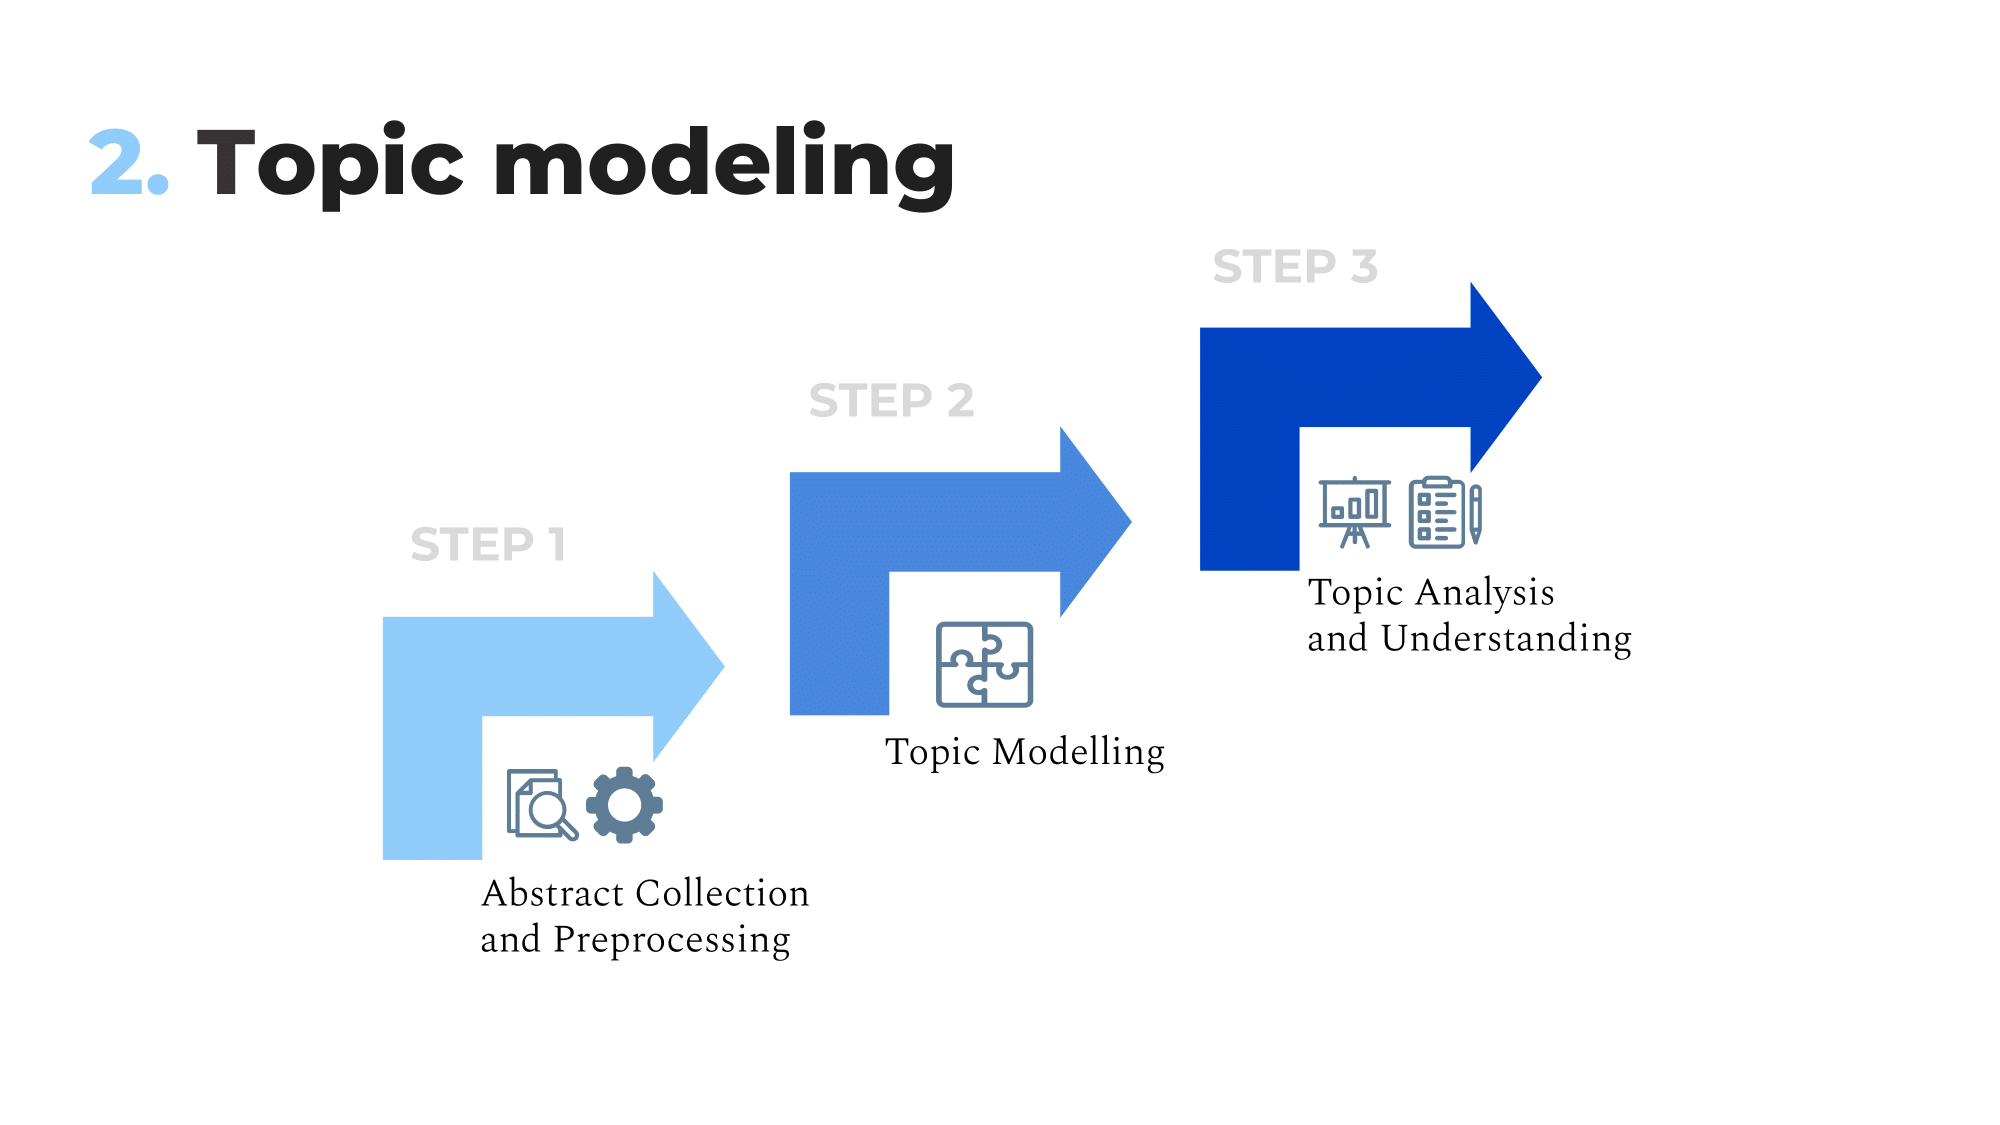 2. Topic modeling
STEP 1
Abstract Collection
and Preprocessing
STEP 2
Topic Modelling
STEP 3
Topic Analysis
and Understanding